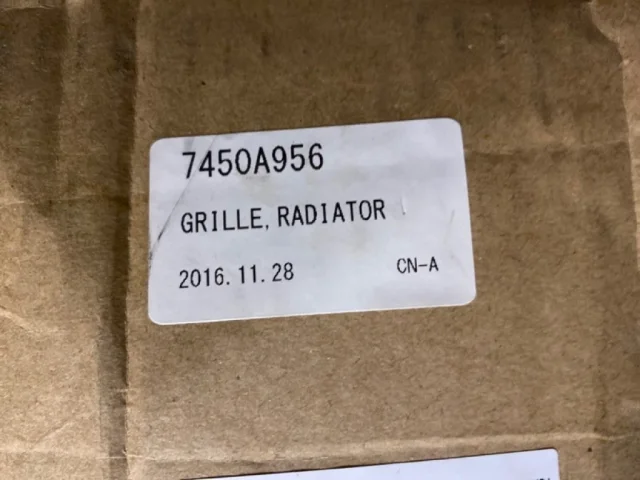 7450A956
GRILLE, RADIATOR
2016. 11. 28 CN-A